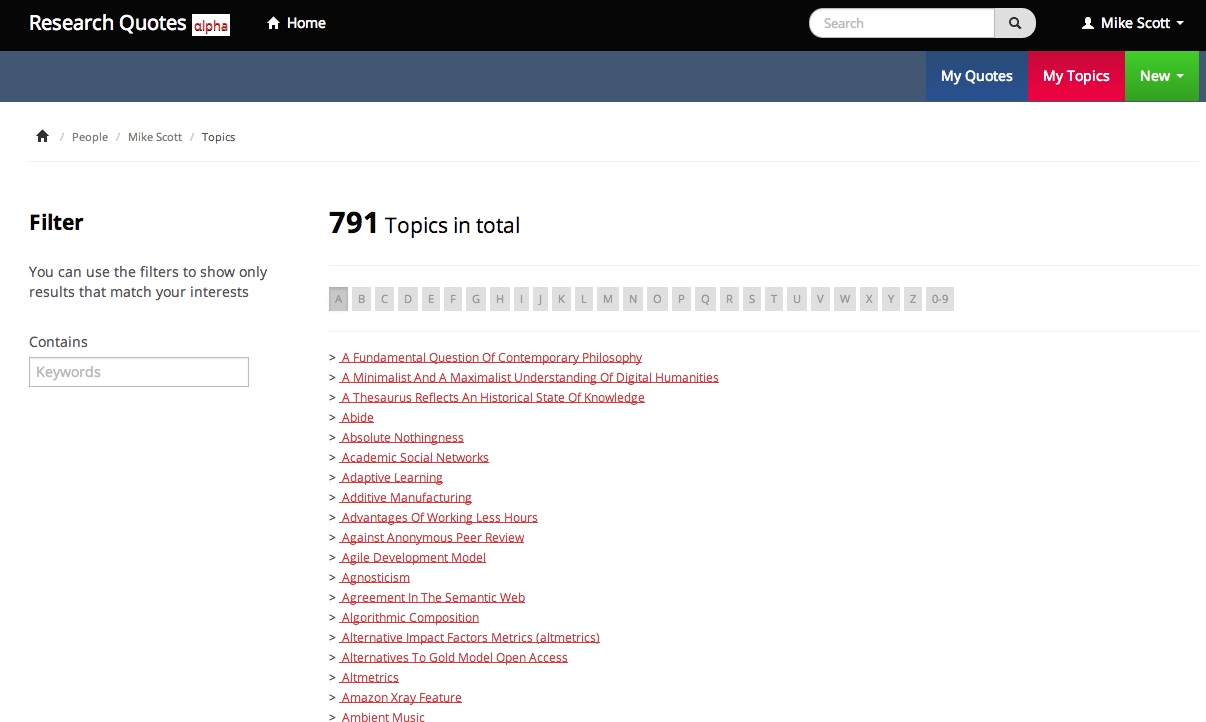 Research Quotes alpha Home Search Mike Scott
My Quotes My Topics New
/ People / Mike Scott / Topics
Filter
You can use the filters to show only
results that match your interests
Contains
Keywords
791 Topics in total
A B C D E F G H I J K L M N O P Q R S T U V W X Y Z 0-9
> A Fundamental Question Of Contemporary Philosophy
> A Minimalist And A Maximalist Understanding Of Digital Humanities
> A Thesaurus Reflects An Historical State Of Knowledge
> Abide
> Absolute Nothingness
> Academic Social Networks
> Adaptive Learning
> Additive Manufacturing
> Advantages Of Working Less Hours
> Against Anonymous Peer Review
> Agile Development Model
> Agnosticism
> Agreement In The Semantic Web
> Algorithmic Composition
> Alternative Impact Factors Metrics (altmetrics)
> Alternatives To Gold Model Open Access
> Altmetrics
> Amazon Xray Feature
> Ambient Music